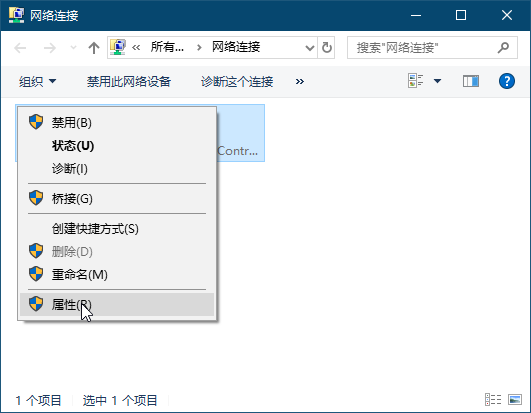 网络连接
« 所有... › 网络连接
搜索"网络连接"
组织 禁用此网络设备 诊断这个连接 »
禁用(B)
状态(U)
Contr...
诊断(I)
桥接(G)
创建快捷方式(S)
删除(D)
重命名(M)
属性(R)
1 个项目 选中 1 个项目